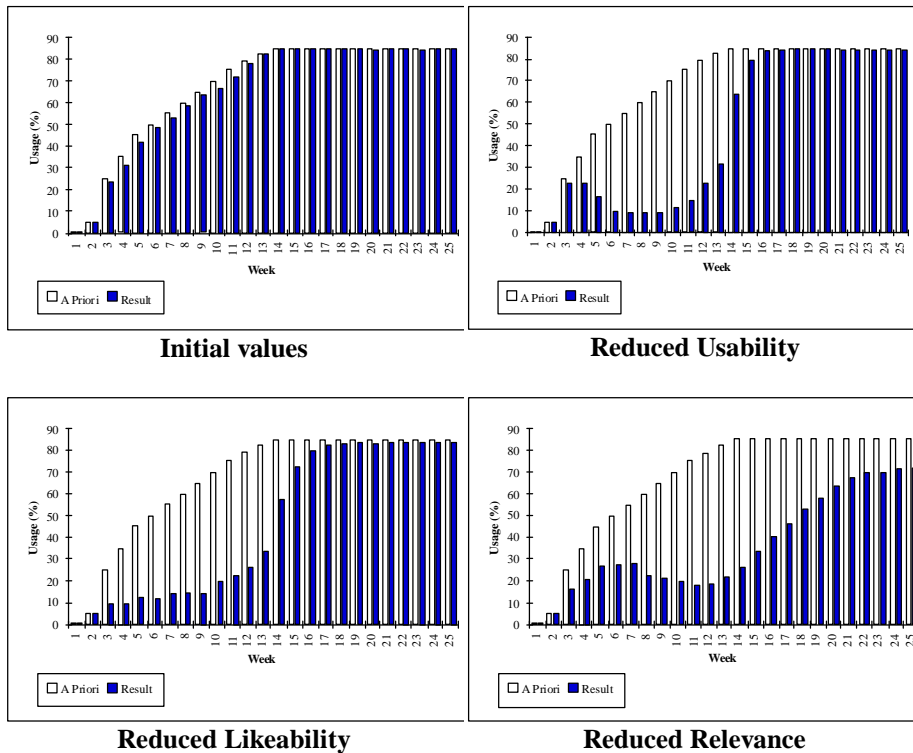 90
80
70
60
50
40
30
20
10
0
Usage (%)
1 2 3 4 5 6 7 8 9 10 11 12 13 14 15 16 17 18 19 20 21 22 23 24 25
Week
A Priori Result
Initial values
90
80
70
60
50
40
30
20
10
0
Usage (%)
1 2 3 4 5 6 7 8 9 10 11 12 13 14 15 16 17 18 19 20 21 22 23 24 25
Week
A Priori Result
Reduced Usability
90
80
70
60
50
40
30
20
10
0
Usage (%)
1 2 3 4 5 6 7 8 9 10 11 12 13 14 15 16 17 18 19 20 21 22 23 24 25
Week
A Priori Result
Reduced Likeability
90
80
70
60
50
40
30
20
10
0
Usage (%)
1 2 3 4 5 6 7 8 9 10 11 12 13 14 15 16 17 18 19 20 21 22 23 24 25
Week
A Priori Result
Reduced Relevance